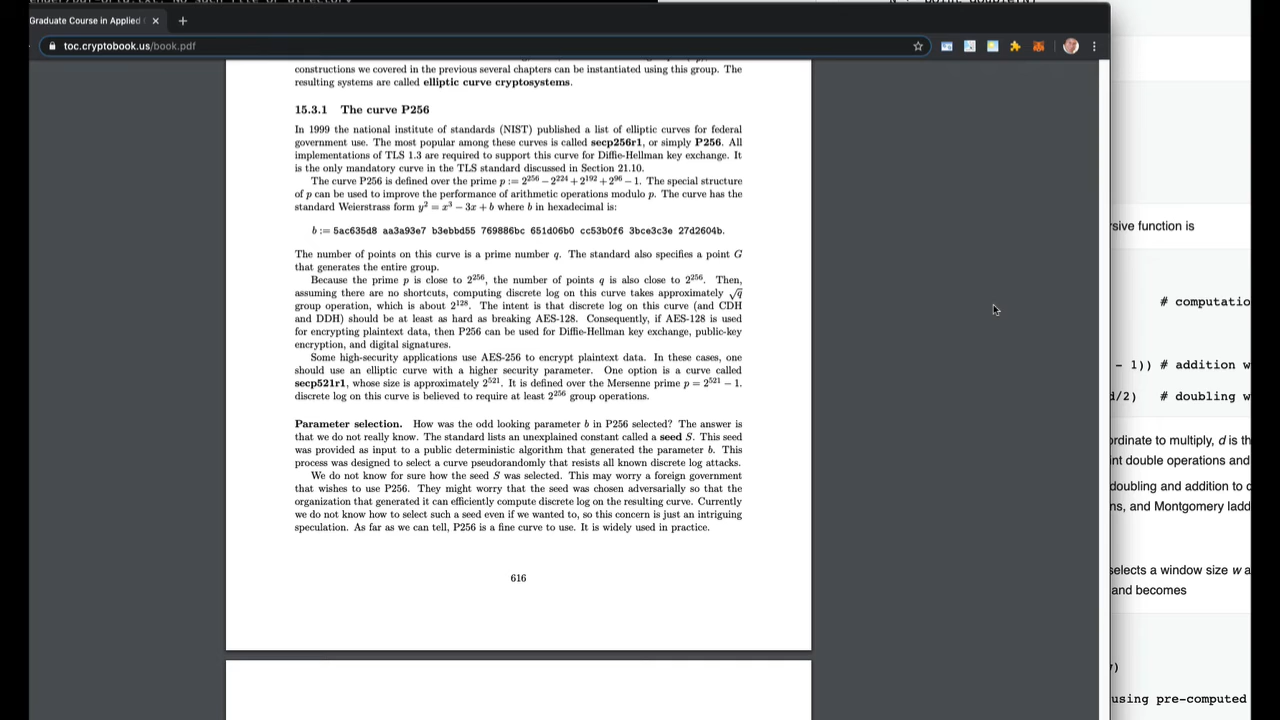 Graduate Course in Applied
toc.cryptobook.us/book.pdf
constructions we covered in the previous several chapters can be instantiated using this group. The
resulting systems are called elliptic curve cryptosystems.
15.3.1 The curve P256
In 1999 the national institute of standards (NIST) published a list of elliptic curves for federal
government use. The most popular among these curves is called secp256r1, or simply P256. All
implementations of TLS 1.3 are required to support this curve for Diffie-Hellman key exchange. It
is the only mandatory curve in the TLS standard discussed in Section 21.10.
The curve P256 is defined over the prime p := 2²⁵⁶ − 2²²⁴ + 2¹⁹² + 2⁹⁶ − 1. The special structure
of p can be used to improve the performance of arithmetic operations modulo p. The curve has the
standard Weierstrass form y² = x³ − 3x + b where b in hexadecimal is:
b := 5ac635d8 aa3a93e7 b3ebbd55 769886bc 651d06b0 cc53b0f6 3bce3c3e 27d2604b.
The number of points on this curve is a prime number q. The standard also specifies a point G
that generates the entire group.
Because the prime p is close to 2²⁵⁶, the number of points q is also close to 2²⁵⁶. Then,
assuming there are no shortcuts, computing discrete log on this curve takes approximately √q
group operation, which is about 2¹²⁸. The intent is that discrete log on this curve (and CDH
and DDH) should be at least as hard as breaking AES-128. Consequently, if AES-128 is used
for encrypting plaintext data, then P256 can be used for Diffie-Hellman key exchange, public-key
encryption, and digital signatures.
Some high-security applications use AES-256 to encrypt plaintext data. In these cases, one
should use an elliptic curve with a higher security parameter. One option is a curve called
secp521r1, whose size is approximately 2⁵²¹. It is defined over the Mersenne prime p = 2⁵²¹ − 1.
discrete log on this curve is believed to require at least 2²⁵⁶ group operations.
Parameter selection. How was the odd looking parameter b in P256 selected? The answer is
that we do not really know. The standard lists an unexplained constant called a seed S. This seed
was provided as input to a public deterministic algorithm that generated the parameter b. This
process was designed to select a curve pseudorandomly that resists all known discrete log attacks.
We do not know for sure how the seed S was selected. This may worry a foreign government
that wishes to use P256. They might worry that the seed was chosen adversarially so that the
organization that generated it can efficiently compute discrete log on the resulting curve. Currently
we do not know how to select such a seed even if we wanted to, so this concern is just an intriguing
speculation. As far as we can tell, P256 is a fine curve to use. It is widely used in practice.
616
rsive function is
# computatio
- 1)) # addition w
d/2) # doubling w
ordinate to multiply, d is th
int double operations and
doubling and addition to
ns, and Montgomery ladd
selects a window size w a
and becomes
')
using pre-computed